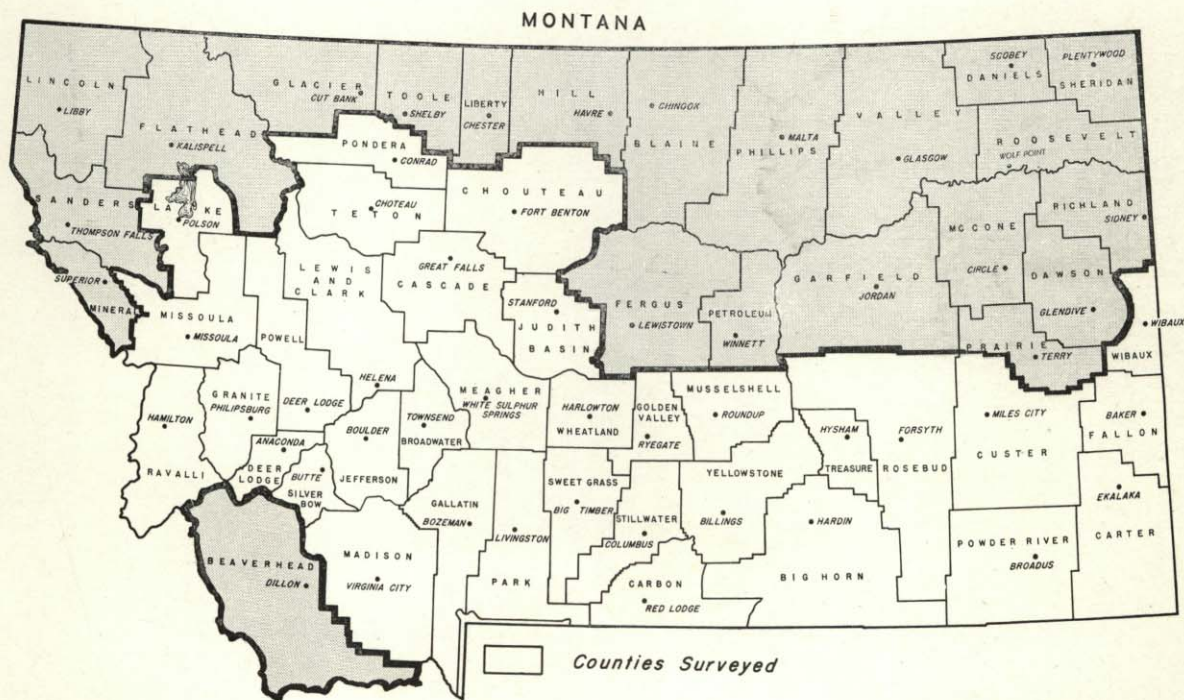 MONTANA
LINCOLN
LIBBY
FLATHEAD
KALISPELL
GLACIER
CUT BANK
TOOLE
SHELBY
LIBERTY
CHESTER
HILL
HAVRE
CHINOOK
BLAINE
MALTA
PHILLIPS
VALLEY
GLASGOW
SCOBEY
DANIELS
PLENTYWOOD
SHERIDAN
ROOSEVELT
WOLF POINT
SANDERS
THOMPSON FALLS
LAKE
POLSON
PONDERA
CONRAD
CHOTEAU
TETON
CHOUTEAU
FORT BENTON
RICHLAND
SIDNEY
MCCONE
CIRCLE
DAWSON
GLENDIVE
SUPERIOR
MINERAL
MISSOULA
MISSOULA
POWELL
LEWIS
AND
CLARK
GREAT FALLS
CASCADE
STANFORD
JUDITH
BASIN
FERGUS
LEWISTOWN
PETROLEUM
WINNETT
GARFIELD
JORDAN
PRAIRIE
TERRY
WIBAUX
WIBAUX
HAMILTON
RAVALLI
GRANITE
PHILIPSBURG
DEER LODGE
HELENA
MEAGHER
WHITE SULPHUR
SPRINGS
TOWNSEND
BROADWATER
BOULDER
JEFFERSON
ANACONDA
DEER
LODGE
BUTTE
SILVER
BOW
HARLOWTON
WHEATLAND
GOLDEN
VALLEY
RYEGATE
MUSSELSHELL
ROUNDUP
HYSHAM
TREASURE
FORSYTH
ROSEBUD
MILES CITY
CUSTER
BAKER
FALLON
EKALAKA
CARTER
GALLATIN
BOZEMAN
LIVINGSTON
PARK
SWEET GRASS
BIG TIMBER
STILLWATER
COLUMBUS
YELLOWSTONE
BILLINGS
HARDIN
BIG HORN
POWDER RIVER
BROADUS
BEAVERHEAD
DILLON
MADISON
VIRGINIA CITY
CARBON
RED LODGE
Counties Surveyed